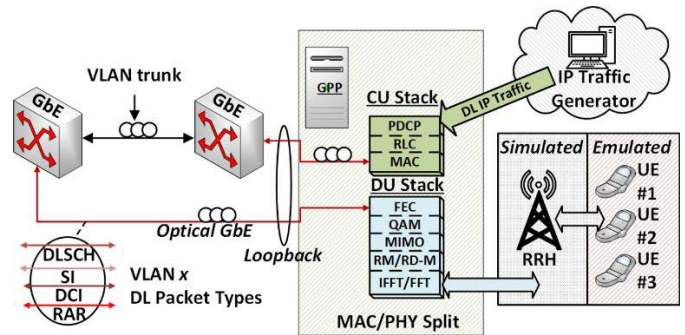 VLAN trunk
GbE
GbE
GPP
CU Stack
PDCP
RLC
MAC
DL IP Traffic
IP Traffic
Generator
DU Stack
FEC
QAM
MIMO
RM/RD-M
IFFT/FFT
MAC/PHY Split
Optical GbE
Loopback
DLSCH
SI
DCI
RAR
VLAN x
DL Packet Types
Simulated
RRH
Emulated
UE
#1
UE
#2
UE
#3